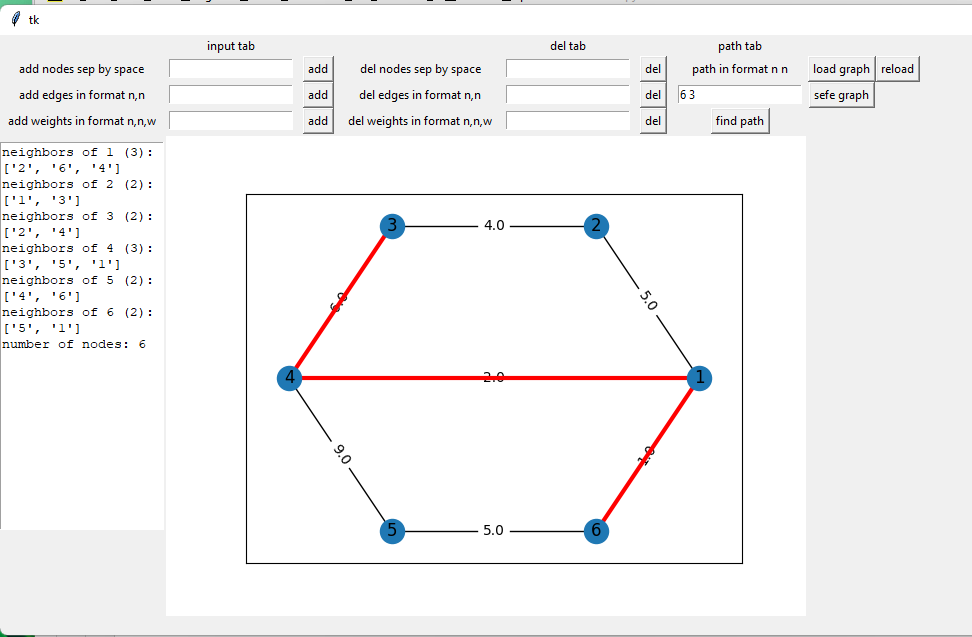 tk
input tab del tab path tab
add nodes sep by space add del nodes sep by space del path in format n n load graph reload
add edges in format n,n add del edges in format n,n del 6 3 sefe graph
add weights in format n,n,w add del weights in format n,n,w del find path
neighbors of 1 (3):
['2', '6', '4']
neighbors of 2 (2):
['1', '3']
neighbors of 3 (2):
['2', '4']
neighbors of 4 (3):
['3', '5', '1']
neighbors of 5 (2):
['4', '6']
neighbors of 6 (2):
['5', '1']
number of nodes: 6
3 4.0 2
5.0
4 2.0 1
9.0
5 5.0 6